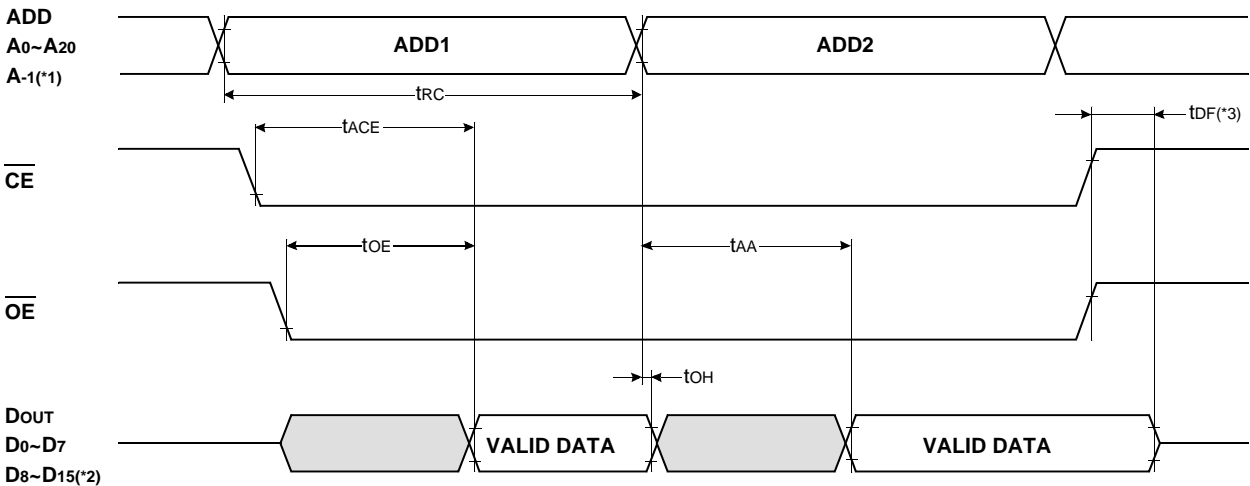 ADD
A0~A20
A-1(*1)
ADD1
ADD2
tRC
tACE
tDF(*3)
CE
tOE
tAA
OE
tOH
DOUT
D0~D7
D8~D15(*2)
VALID DATA
VALID DATA